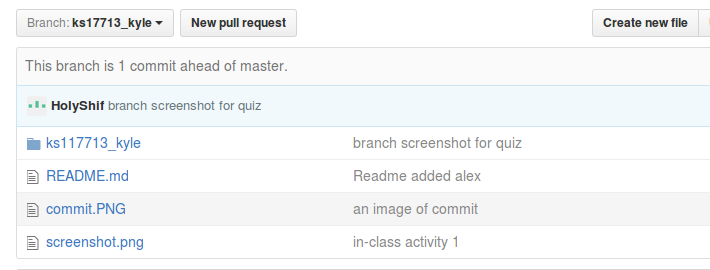 Branch: ks17713_kyle New pull request Create new file
This branch is 1 commit ahead of master.
HolyShif branch screenshot for quiz
ks117713_kyle branch screenshot for quiz
README.md Readme added alex
commit.PNG an image of commit
screenshot.png in-class activity 1